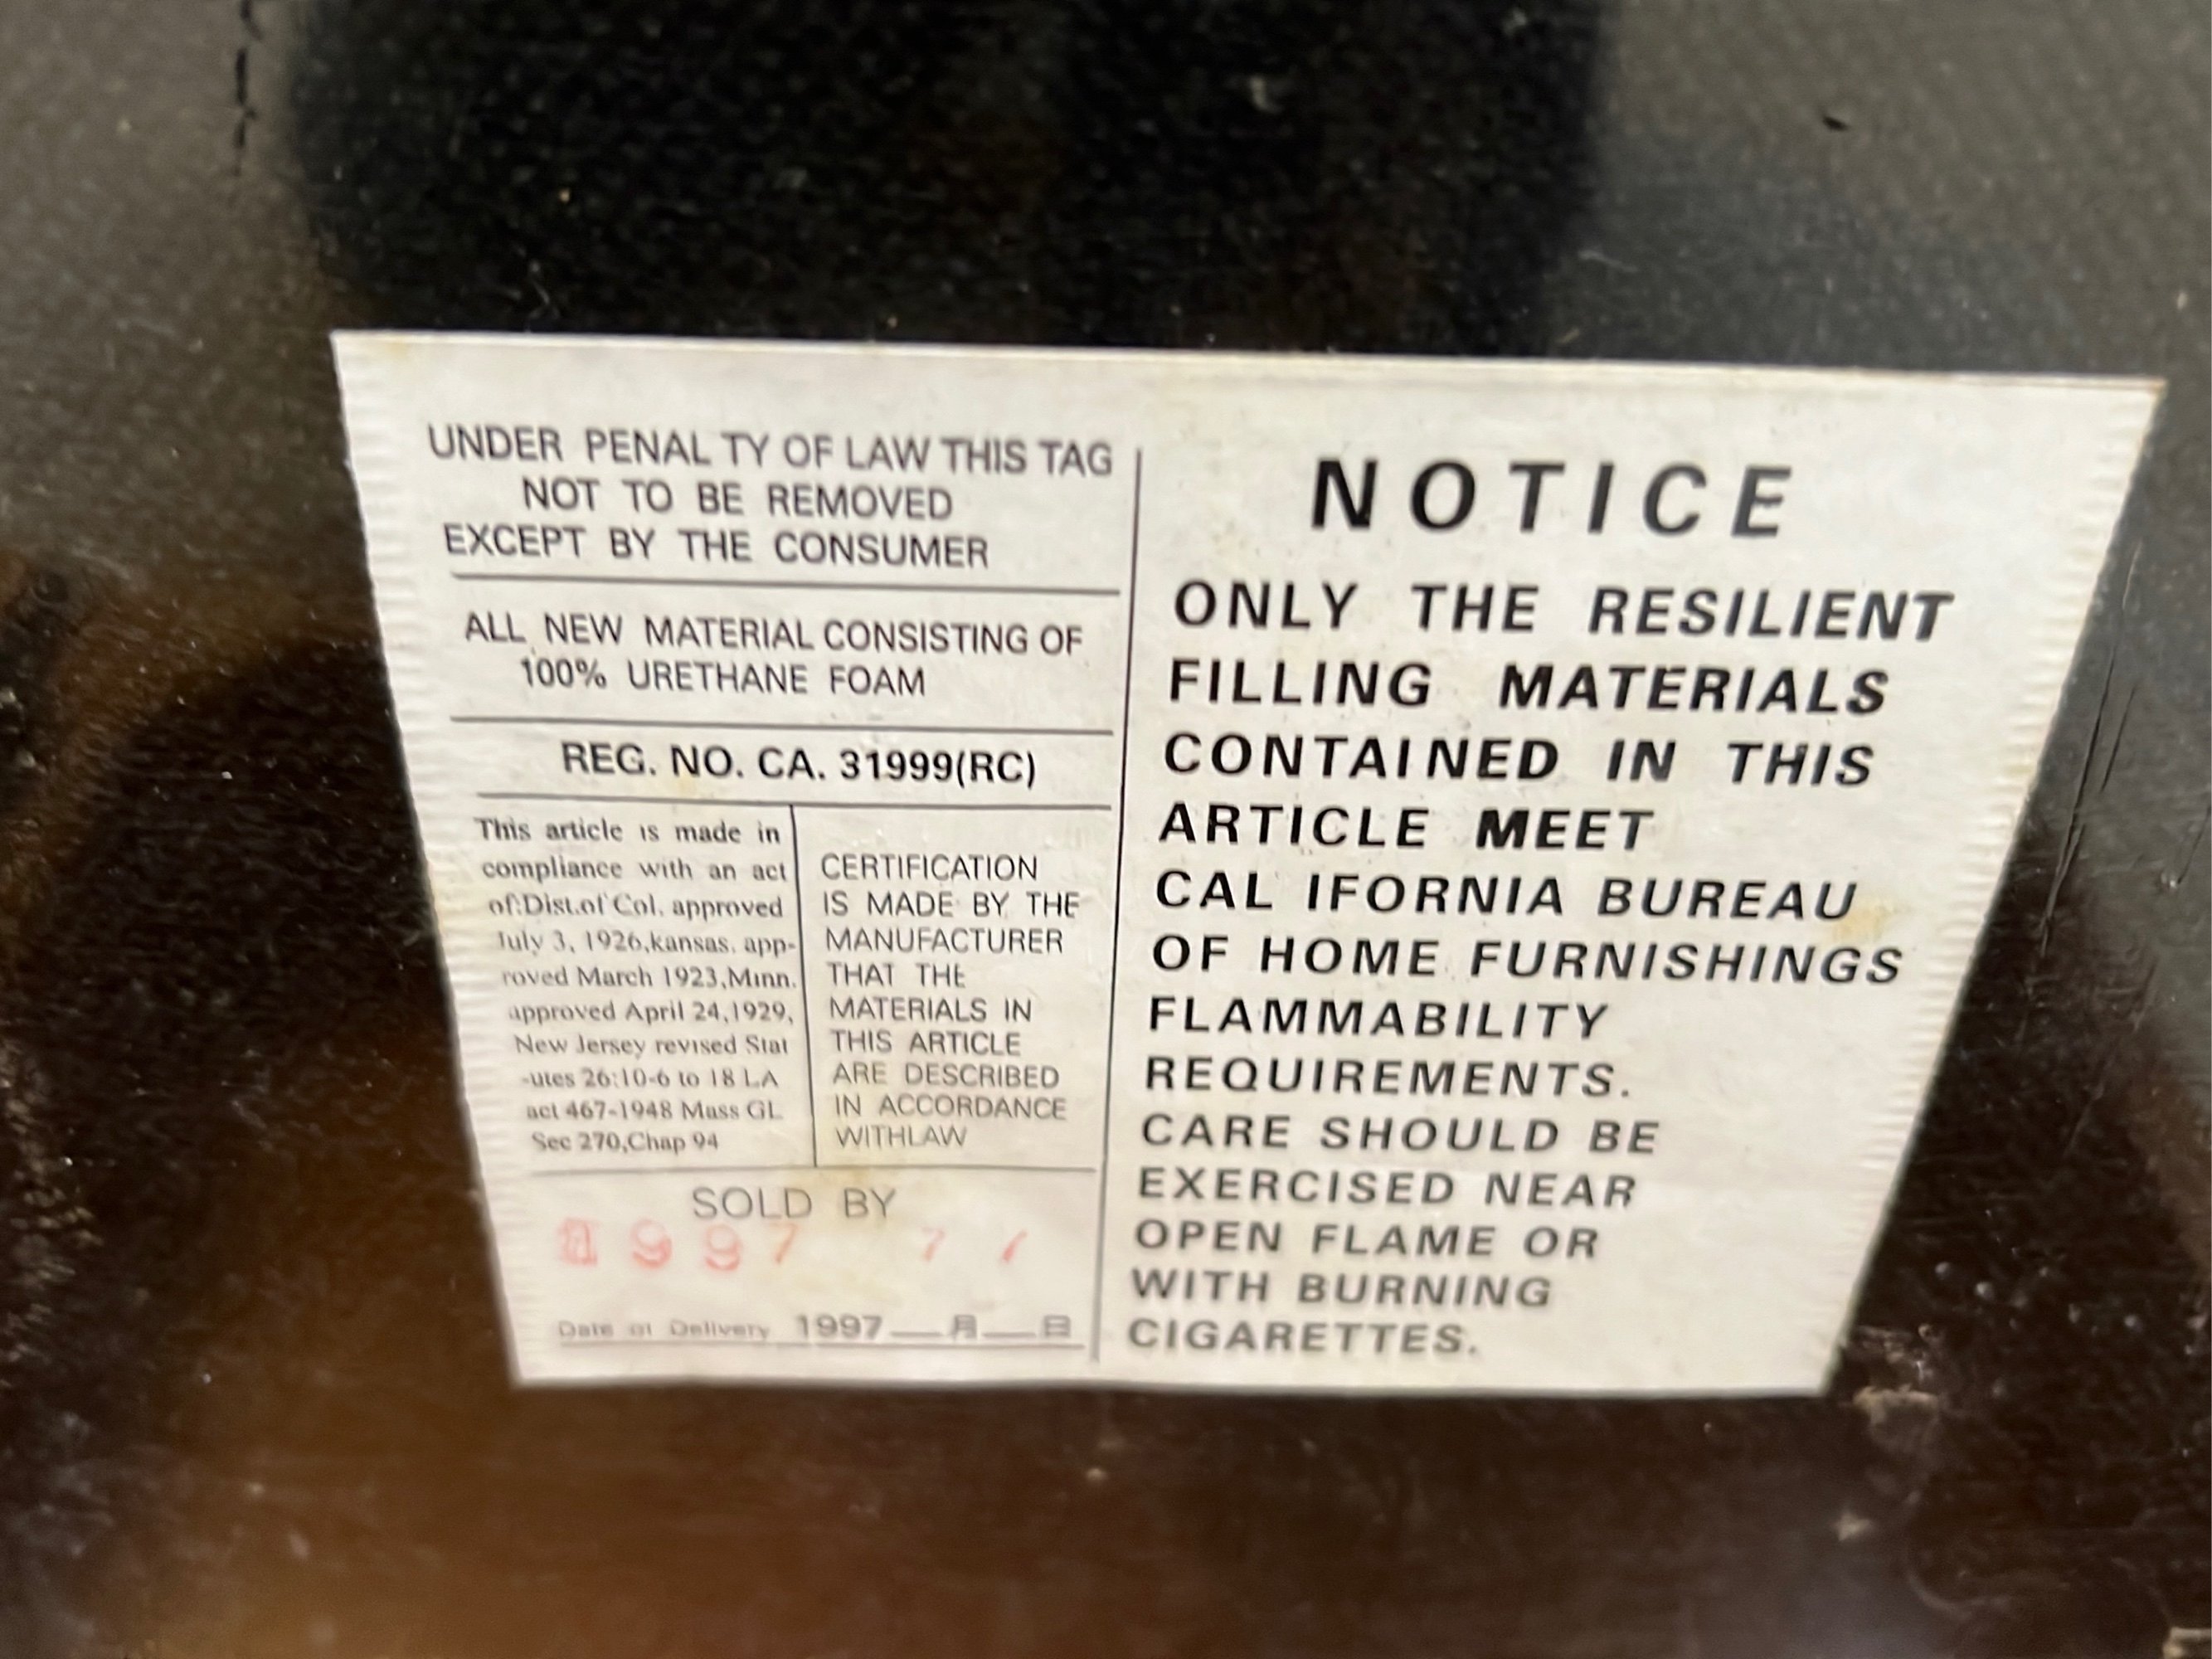 UNDER PENAL TY OF LAW THIS TAG
NOT TO BE REMOVED
EXCEPT BY THE CONSUMER
ALL NEW MATERIAL CONSISTING OF
100% URETHANE FOAM
REG. NO. CA. 31999(RC)
This article is made in
compliance with an act
of:Dist.of Col. approved
July 3, 1926,kansas. app-
roved March 1923,Minn.
approved April 24,1929,
New Jersey revised Stat
-utes 26:10-6 to 18 LA
act 467-1948 Mass GL
Sec 270,Chap 94
CERTIFICATION
IS MADE BY THE
MANUFACTURER
THAT THE
MATERIALS IN
THIS ARTICLE
ARE DESCRIBED
IN ACCORDANCE
WITHLAW
SOLD BY
1997 7
Date of Delivery 1997 月 日
NOTICE
ONLY THE RESILIENT
FILLING MATERIALS
CONTAINED IN THIS
ARTICLE MEET
CAL IFORNIA BUREAU
OF HOME FURNISHINGS
FLAMMABILITY
REQUIREMENTS.
CARE SHOULD BE
EXERCISED NEAR
OPEN FLAME OR
WITH BURNING
CIGARETTES.